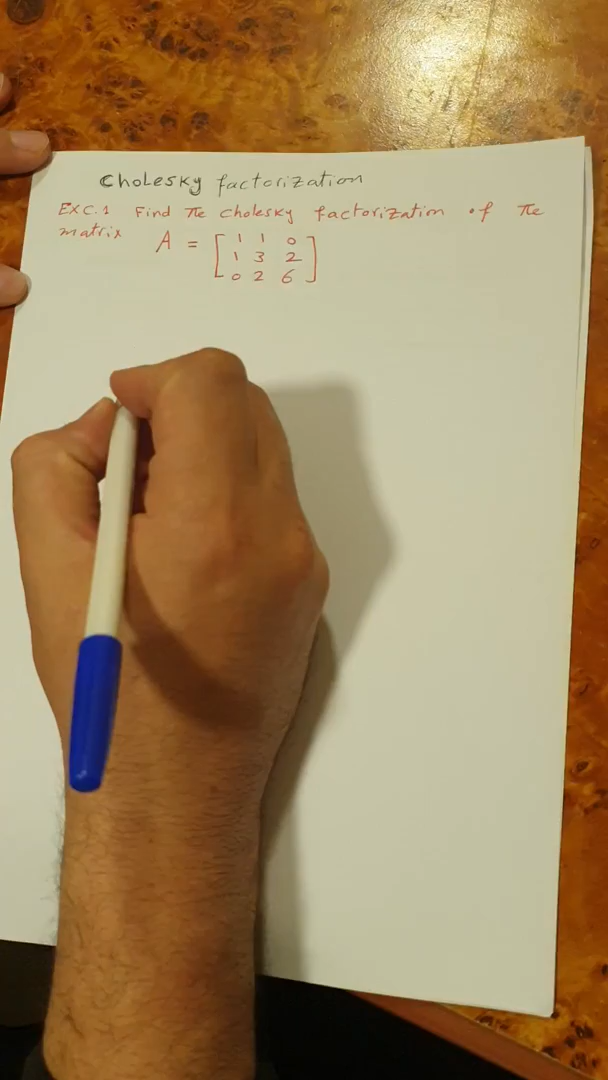 Cholesky factorization
EXC.1 Find The cholesky factorization of The
matrix A = [ 1 1 0
1 3 2
0 2 6 ]